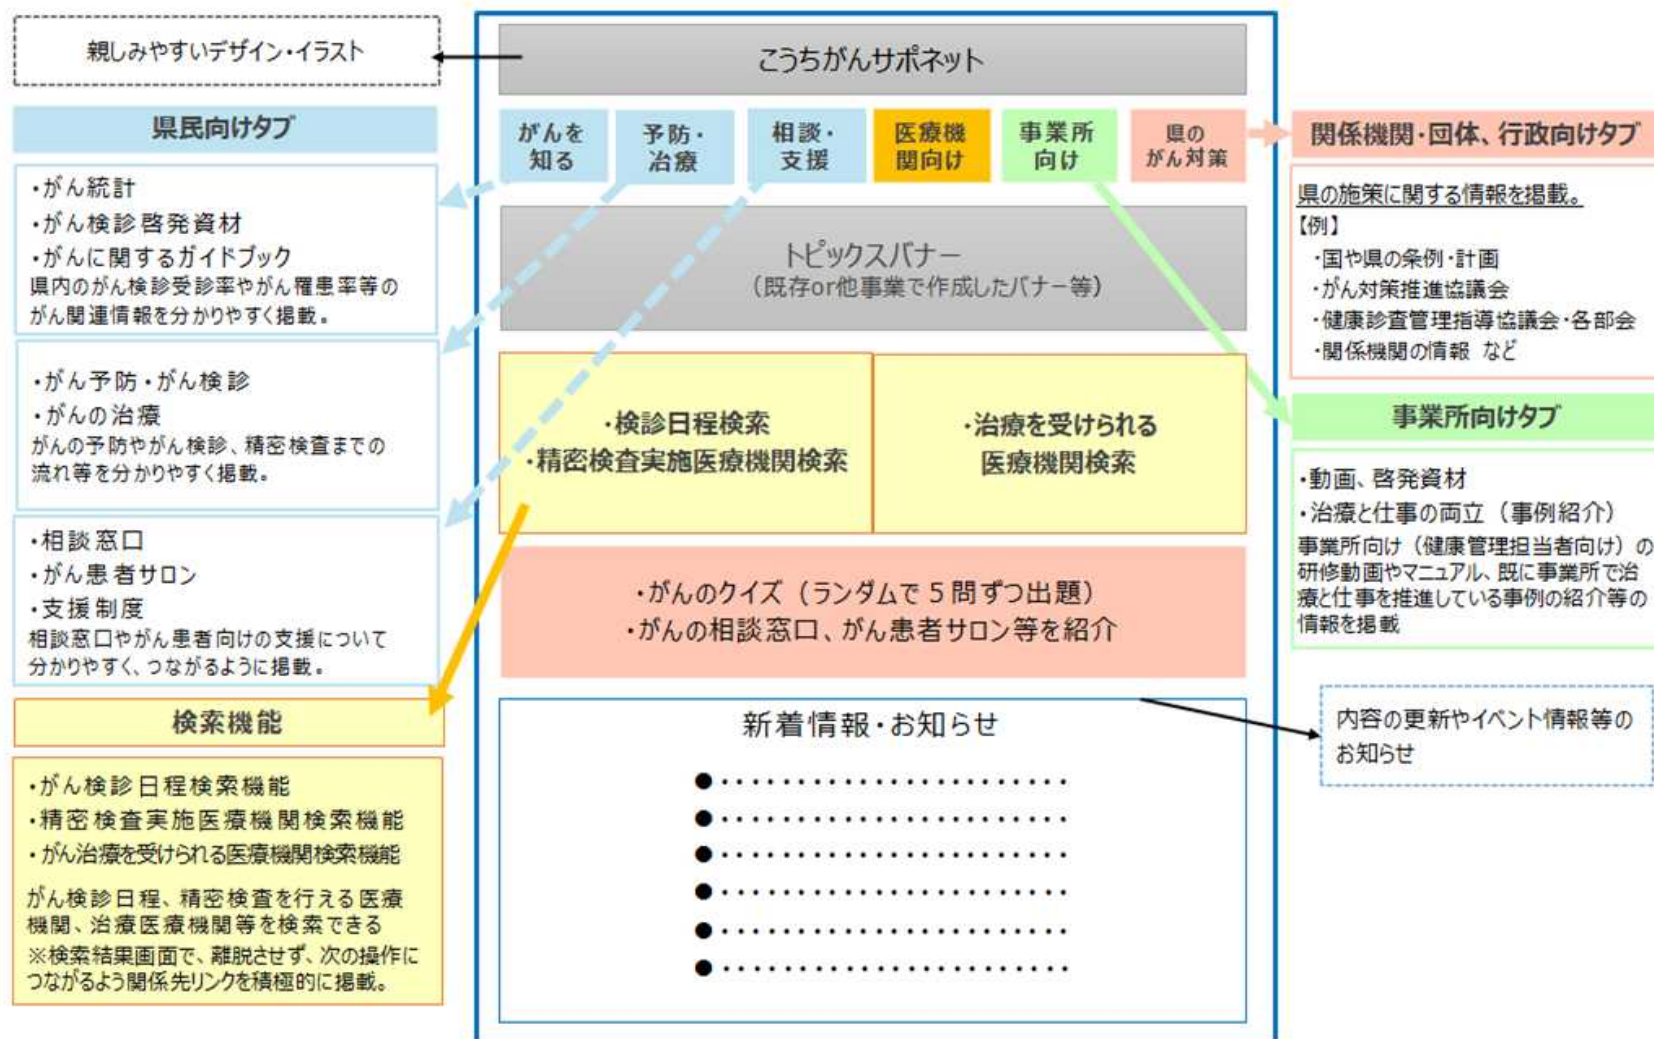 親しみやすいデザイン・イラスト
こうちがんサポネット
県民向けタブ
がんを
知る
予防・
治療
相談・
支援
医療機
関向け
事業所
向け
県の
がん対策
関係機関・団体、行政向けタブ
・がん統計
・がん検診啓発資材
・がんに関するガイドブック
県内のがん検診受診率やがん罹患率等の
がん関連情報を分かりやすく掲載。
・がん予防・がん検診
・がんの治療
がんの予防やがん検診、精密検査までの
流れ等を分かりやすく掲載。
・相談窓口
・がん患者サロン
・支援制度
相談窓口やがん患者向けの支援について
分かりやすく、つながるように掲載。
検索機能
・がん検診日程検索機能
・精密検査実施医療機関検索機能
・がん治療を受けられる医療機関検索機能
がん検診日程、精密検査を行える医療
機関、治療医療機関等を検索できる
※検索結果画面で、離脱させず、次の操作に
つながるよう関係先リンクを積極的に掲載。
トピックスバナー
（既存or他事業で作成したバナー等）
・検診日程検索
・精密検査実施医療機関検索
・治療を受けられる
医療機関検索
・がんのクイズ（ランダムで５問ずつ出題）
・がんの相談窓口、がん患者サロン等を紹介
新着情報・お知らせ
●・・・・・・・・・・・・・・・・・・・・・・・
●・・・・・・・・・・・・・・・・・・・・・・・
●・・・・・・・・・・・・・・・・・・・・・・・
●・・・・・・・・・・・・・・・・・・・・・・・
●・・・・・・・・・・・・・・・・・・・・・・・
●・・・・・・・・・・・・・・・・・・・・・・・
県の施策に関する情報を掲載。
【例】
・国や県の条例・計画
・がん対策推進協議会
・健康診査管理指導協議会・各部会
・関係機関の情報 など
事業所向けタブ
・動画、啓発資材
・治療と仕事の両立（事例紹介）
事業所向け（健康管理担当者向け）の
研修動画やマニュアル、既に事業所で治
療と仕事を推進している事例の紹介等の
情報を掲載
内容の更新やイベント情報等の
お知らせ